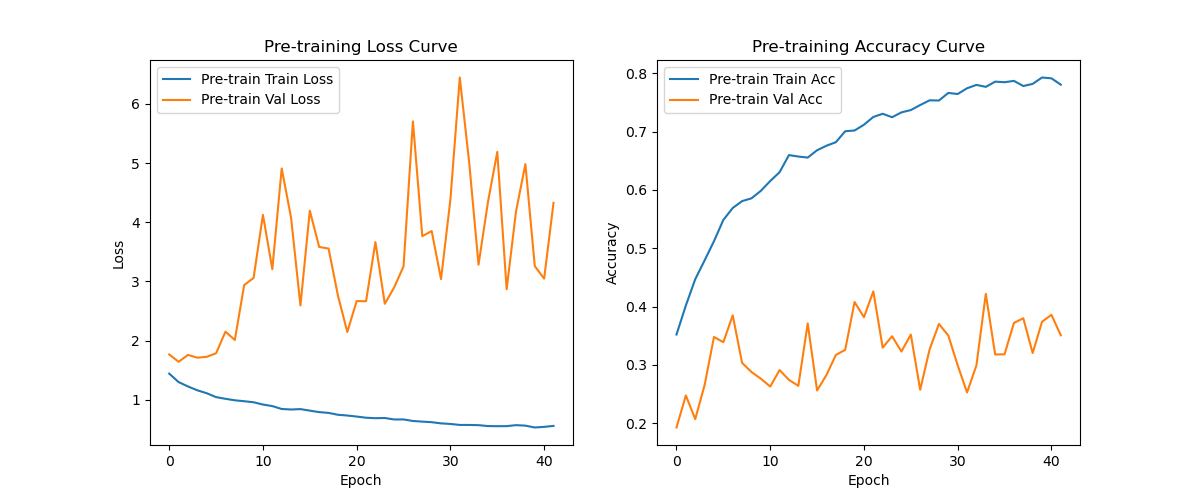 Pre-training Loss Curve
Pre-train Train Loss
Pre-train Val Loss
6
5
4
3
2
1
Loss
0 10 20 30 40
Epoch
Pre-training Accuracy Curve
Pre-train Train Acc
Pre-train Val Acc
0.8
0.7
0.6
0.5
0.4
0.3
0.2
Accuracy
0 10 20 30 40
Epoch